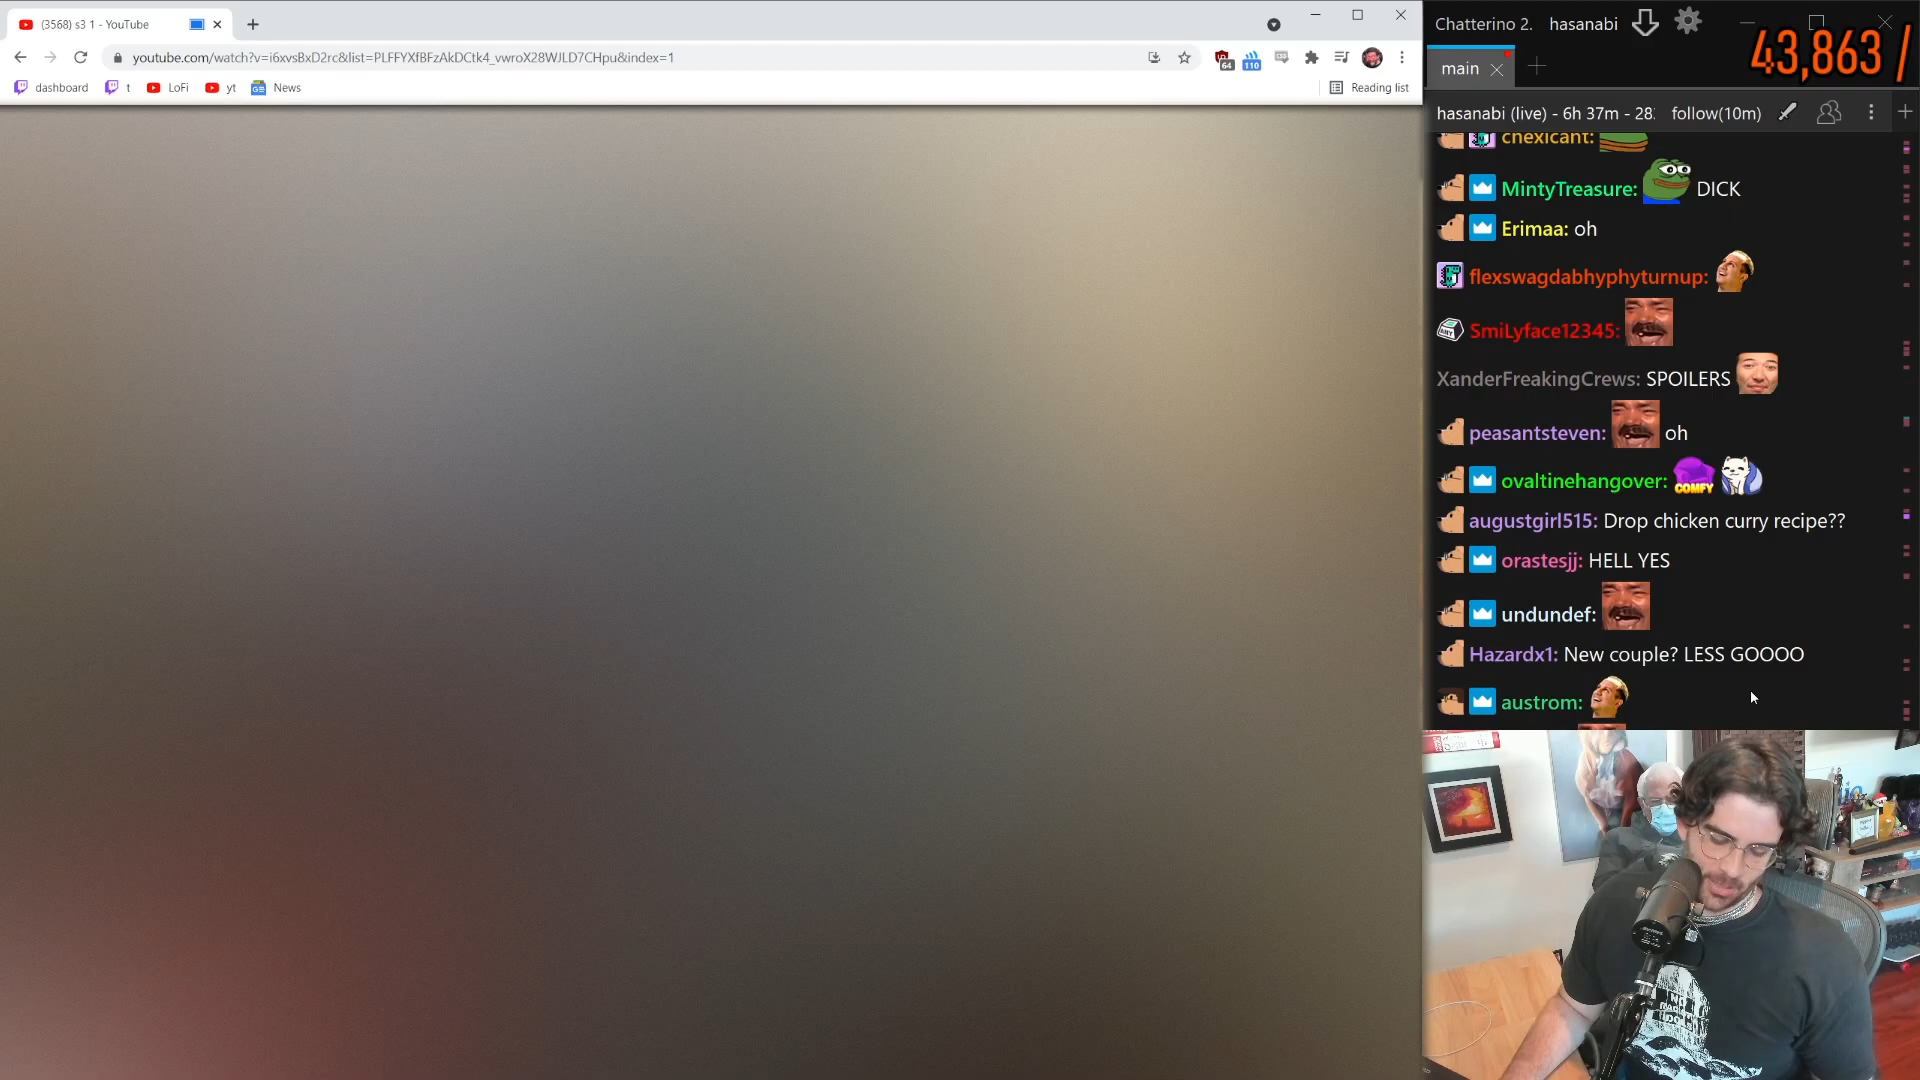 (3568) s3 1 - YouTube
youtube.com/watch?v=i6xvsBxD2rc&list=PLFFYXfBFzAkDCtk4_vwroX28WJLD7CHpu&index=1
64
110
dashboard
t
LoFi
yt
News
Reading list
Chatterino 2.
hasanabi
43,863 /
main
hasanabi (live) - 6h 37m - 28
follow(10m)
chexicant:
MintyTreasure: DICK
Erimaa: oh
flexswagdabhyphyturnup:
SmiLyface12345:
XanderFreakingCrews: SPOILERS
peasantsteven: oh
ovaltinehangover: COMFY
augustgirl515: Drop chicken curry recipe??
orastesjj: HELL YES
undundef:
Hazardx1: New couple? LESS GOOOO
austrom: